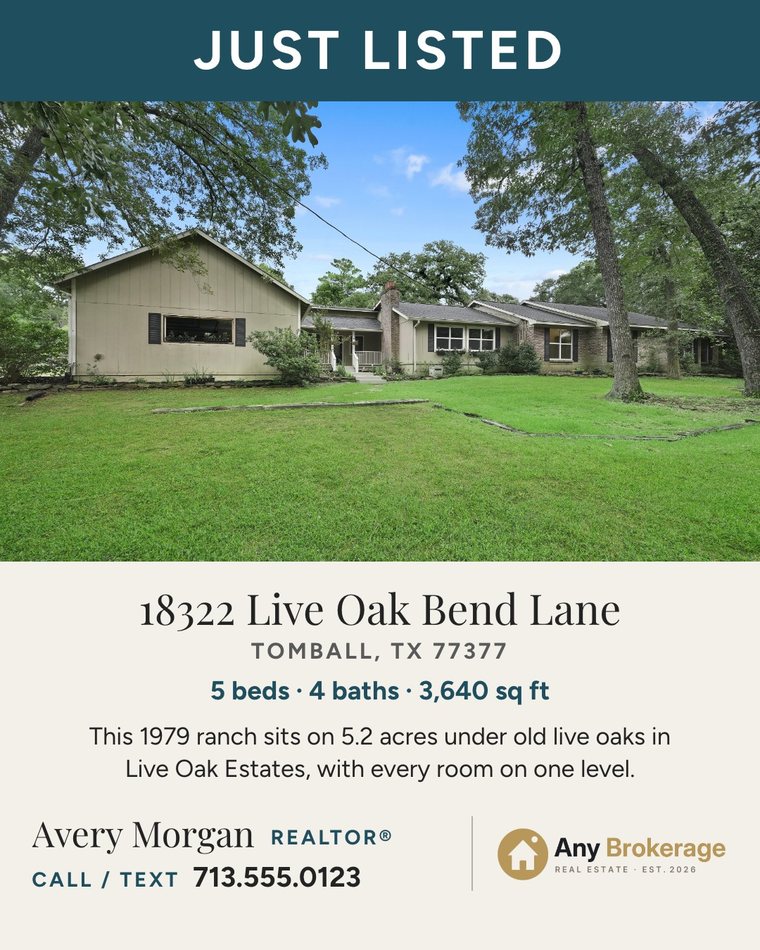 JUST LISTED
18322 Live Oak Bend Lane
TOMBALL, TX 77377
5 beds · 4 baths · 3,640 sq ft
This 1979 ranch sits on 5.2 acres under old live oaks in
Live Oak Estates, with every room on one level.
Avery Morgan REALTOR®
CALL / TEXT 713.555.0123
Any Brokerage
REAL ESTATE · EST. 2026